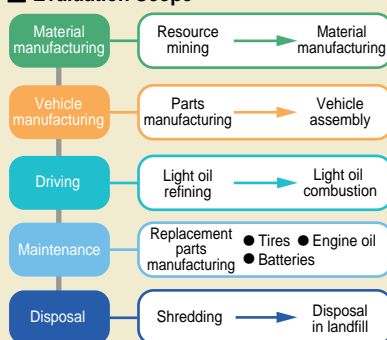 Evaluation Scope
Material
manufacturing
Resource
mining
Material
manufacturing
Vehicle
manufacturing
Parts
manufacturing
Vehicle
assembly
Driving
Light oil
refining
Light oil
combustion
Maintenance
Replacement
parts
manufacturing
● Tires ● Engine oil
● Batteries
Disposal
Shredding
Disposal
in landfill